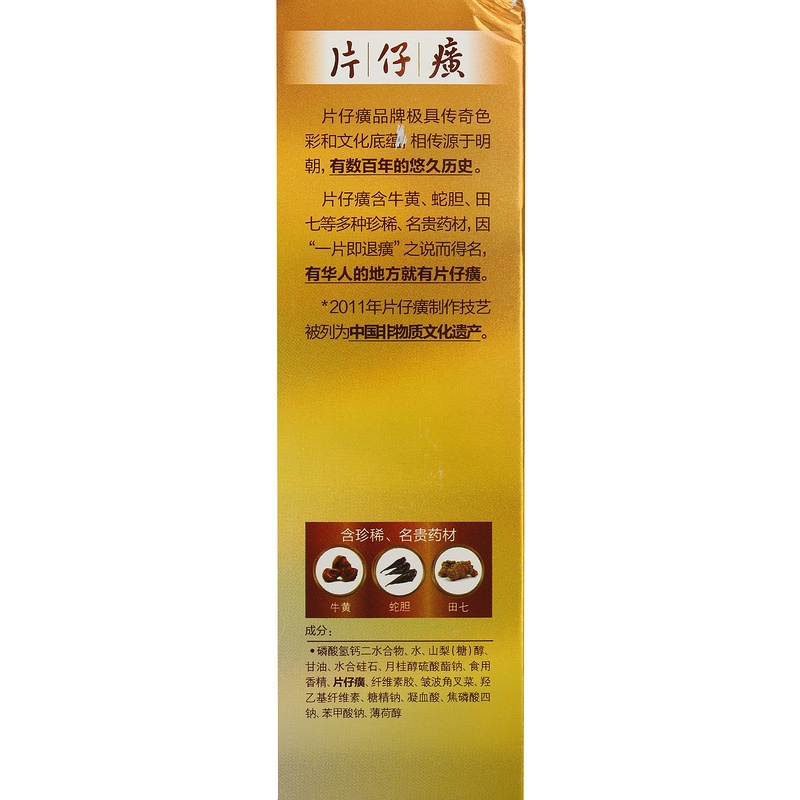 片仔癀
片仔癀品牌极具传奇色
彩和文化底蕴,相传源于明
朝,有数百年的悠久历史。
片仔癀含牛黄、蛇胆、田
七等多种珍稀、名贵药材,因
“一片即退癀”之说而得名,
有华人的地方就有片仔癀。
*2011年片仔癀制作技艺
被列为中国非物质文化遗产。
含珍稀、名贵药材
牛黄 蛇胆 田七
成分:
•磷酸氢钙二水合物、水、山梨(糖)醇、
甘油、水合硅石、月桂醇硫酸酯钠、食用
香精、片仔癀、纤维素胶、皱波角叉菜、羟
乙基纤维素、糖精钠、凝血酸、焦磷酸四
钠、苯甲酸钠、薄荷醇